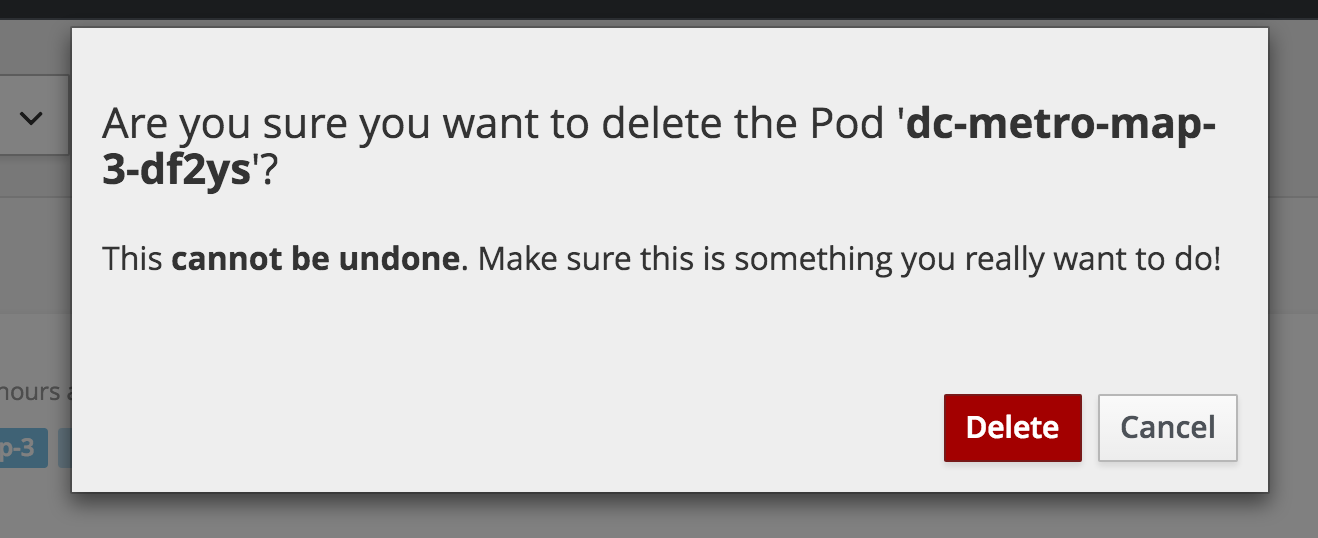 Are you sure you want to delete the Pod 'dc-metro-map-
3-df2ys'?
This cannot be undone. Make sure this is something you really want to do!
hours
p-3
Delete
Cancel